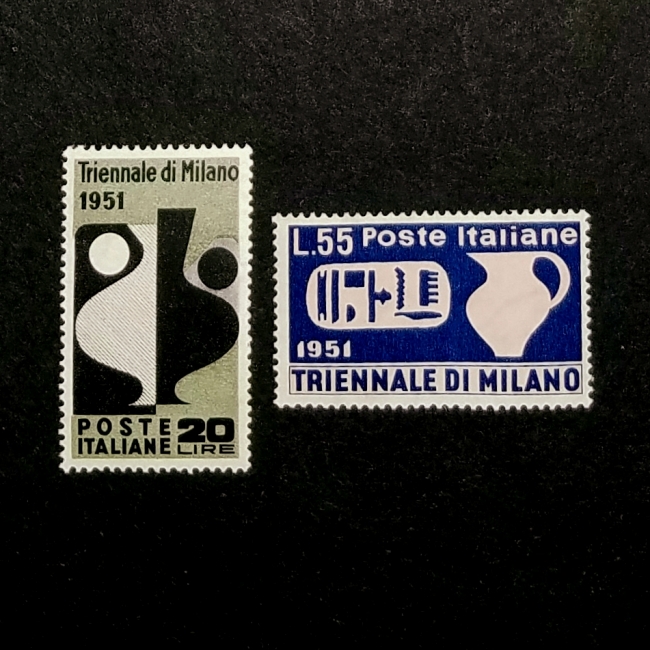 Triennale di Milano
1951
POSTE
ITALIANE 20
LIRE
L.55 Poste Italiane
1951
TRIENNALE DI MILANO